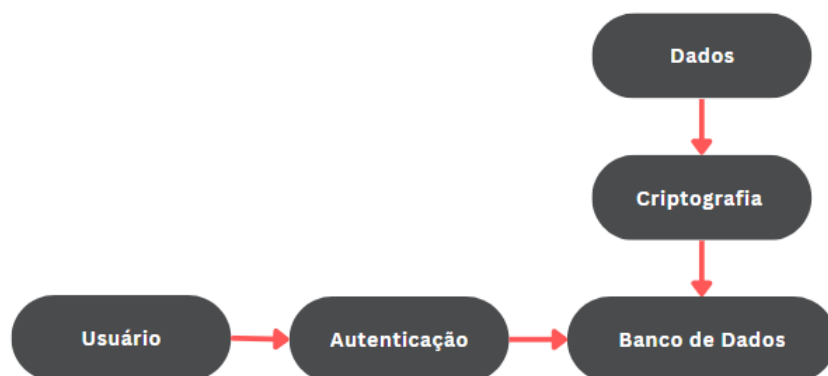 Dados
Criptografia
Usuário
Autenticação
Banco de Dados